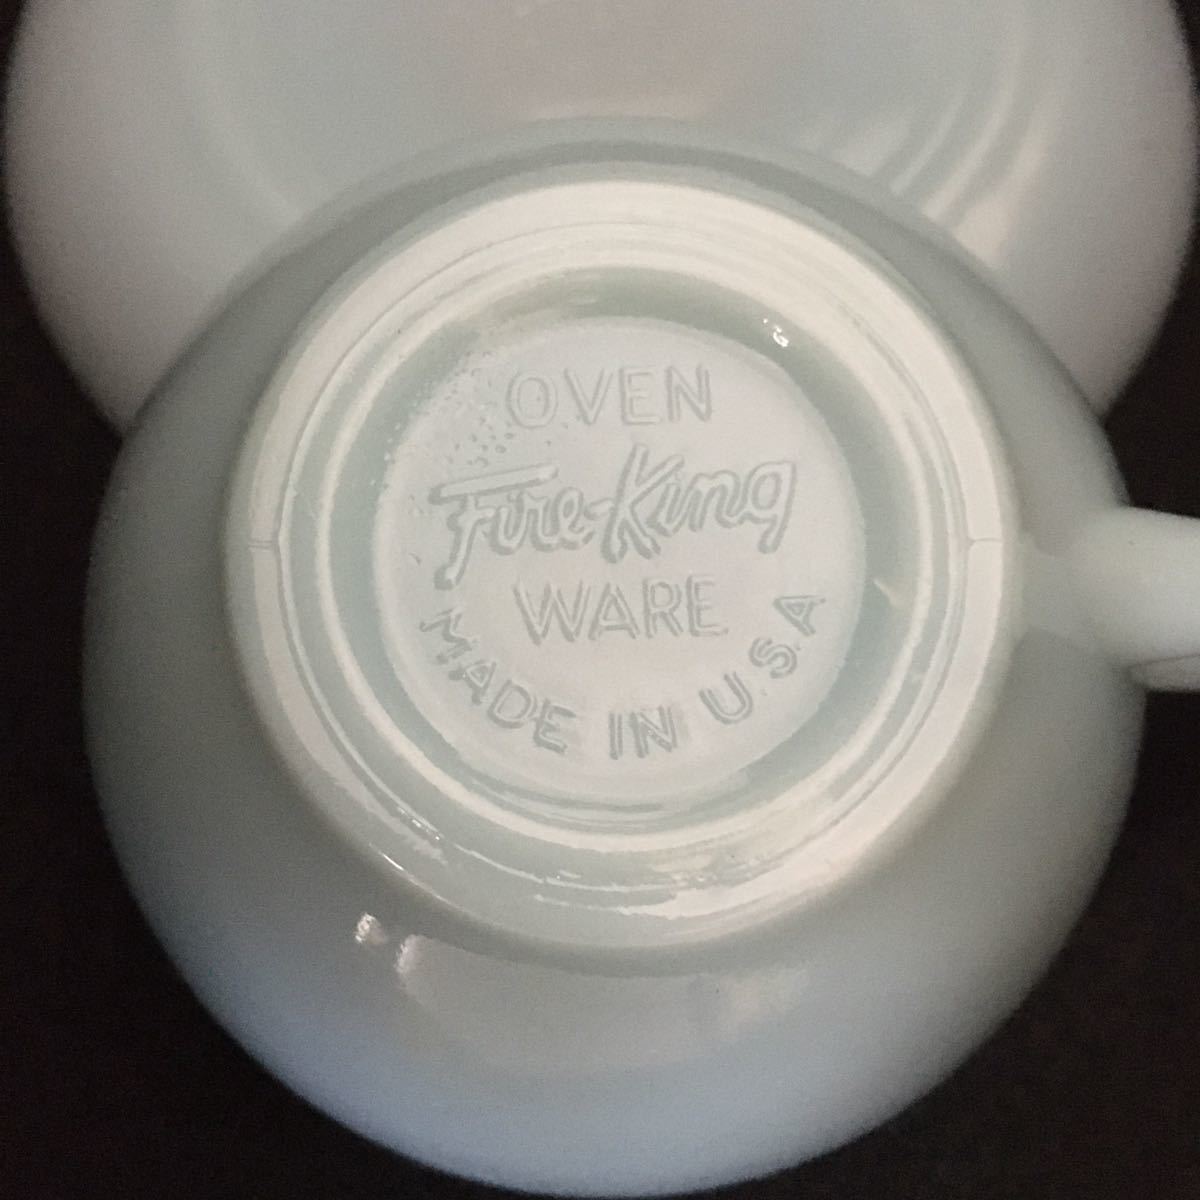 OVEN
Fire-King
WARE
MADE IN U.S.A